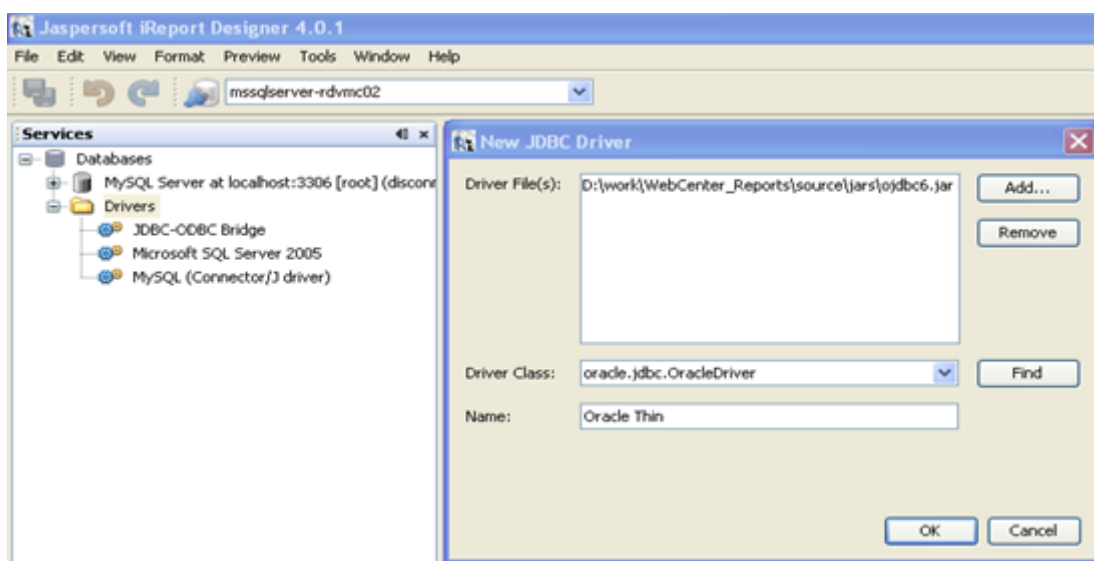 Jaspersoft iReport Designer 4.0.1
File Edit View Format Preview Tools Window Help
mssqlserver-rdvmc02
Services
Databases
MySQL Server at localhost:3306 [root] (disconr
Drivers
JDBC-ODBC Bridge
Microsoft SQL Server 2005
MySQL (Connector/J driver)
New JDBC Driver
Driver File(s): D:\work\WebCenter_Reports\source\jars\ojdbc6.jar Add...
Remove
Driver Class: oracle.jdbc.OracleDriver Find
Name: Oracle Thin
OK Cancel